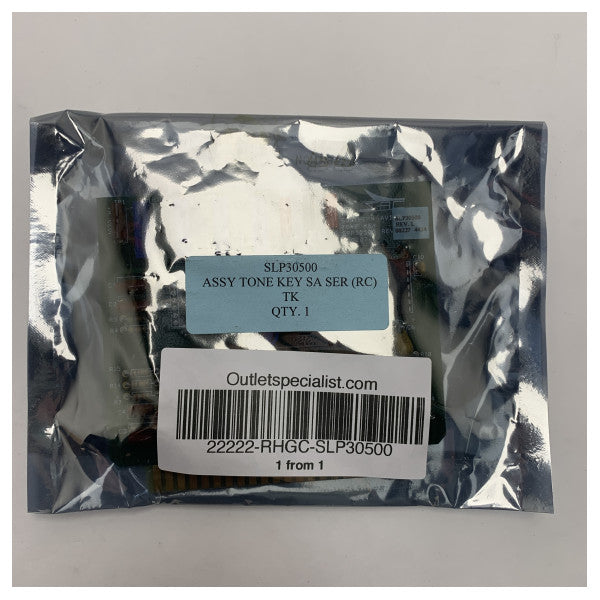 SLP30500
ASSY TONE KEY SA SER (RC)
TK
QTY. 1
Outletspecialist.com
22222-RHGC-SLP30500
1 from 1